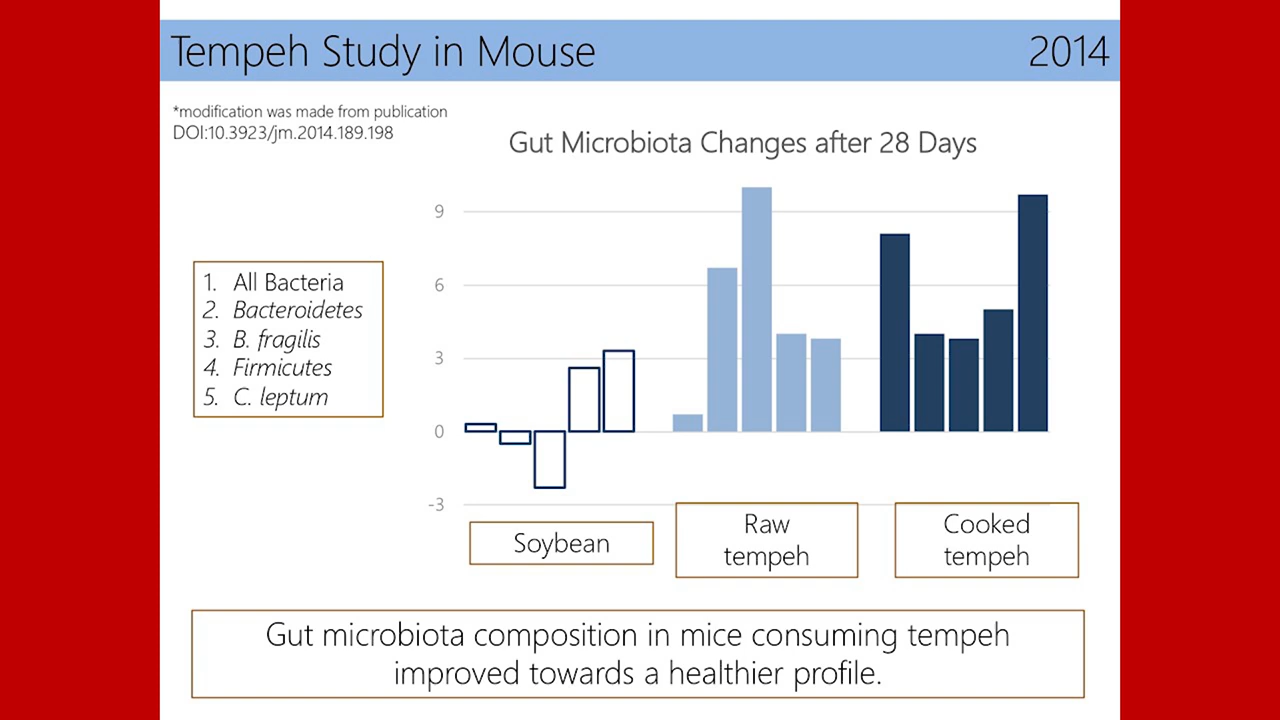 Tempeh Study in Mouse
2014
*modification was made from publication
DOI:10.3923/jm.2014.189.198
Gut Microbiota Changes after 28 Days
9
6
3
0
-3
1. All Bacteria
2. Bacteroidetes
3. B. fragilis
4. Firmicutes
5. C. leptum
Soybean
Raw
tempeh
Cooked
tempeh
Gut microbiota composition in mice consuming tempeh
improved towards a healthier profile.